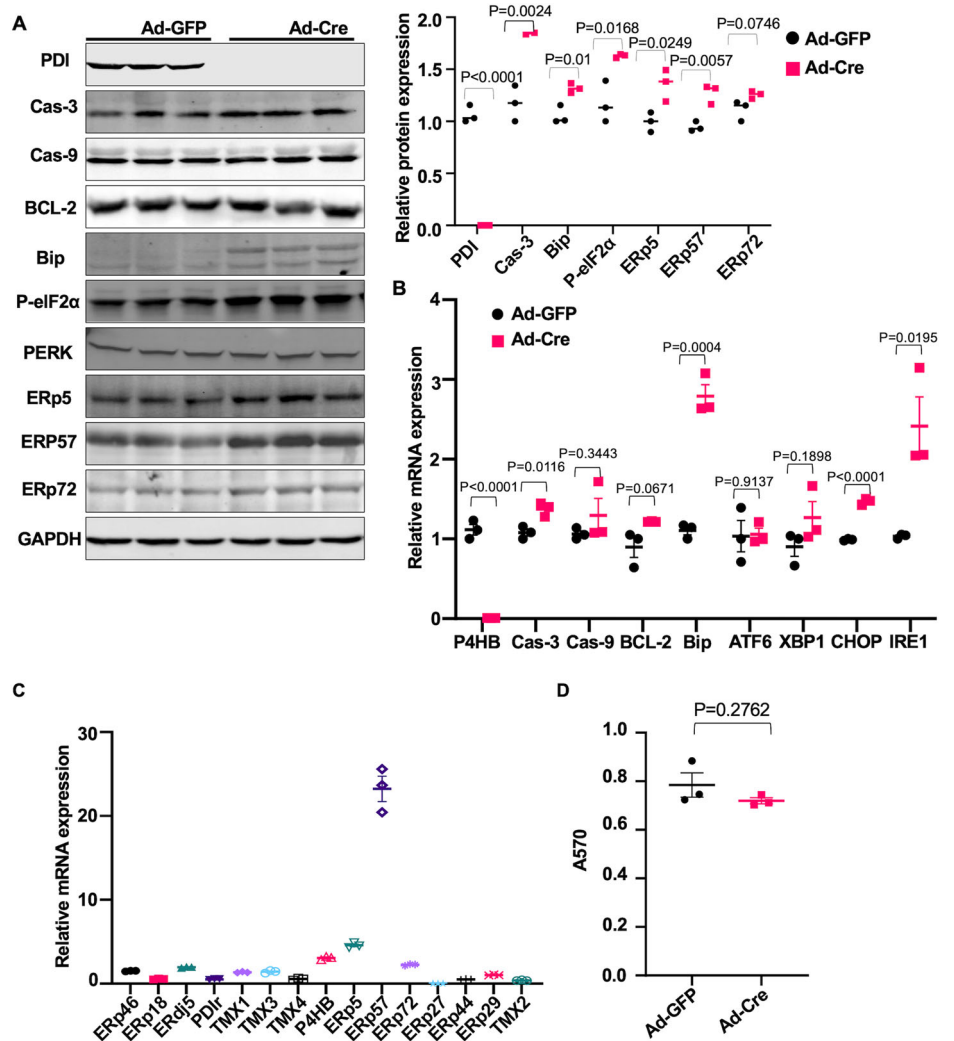 A
Ad-GFP Ad-Cre
PDI
Cas-3
Cas-9
BCL-2
Bip
P-eIF2α
PERK
ERp5
ERP57
ERp72
GAPDH
Relative protein expression
2.0
1.5
1.0
0.5
0.0
P<0.0001
P=0.0024
P=0.01
P=0.0168
P=0.0249
P=0.0057
P=0.0746
Ad-GFP
Ad-Cre
PDI Cas-3 Bip P-eIF2α ERp5 ERp57 ERp72
B
Relative mRNA expression
4
3
2
1
0
Ad-GFP
Ad-Cre
P<0.0001
P=0.0116
P=0.3443
P=0.0671
P=0.0004
P=0.9137
P=0.1898
P<0.0001
P=0.0195
P4HB Cas-3 Cas-9 BCL-2 Bip ATF6 XBP1 CHOP IRE1
C
Relative mRNA expression
30
20
10
0
ERp46 ERp18 ERdj5 PDIr TMX1 TMX3 TMX4 P4HB ERp5 ERp57 ERp72 ERp27 ERp44 ERp29 TMX2
D
A570
1.0
0.8
0.6
0.4
0.2
0.0
P=0.2762
Ad-GFP Ad-Cre